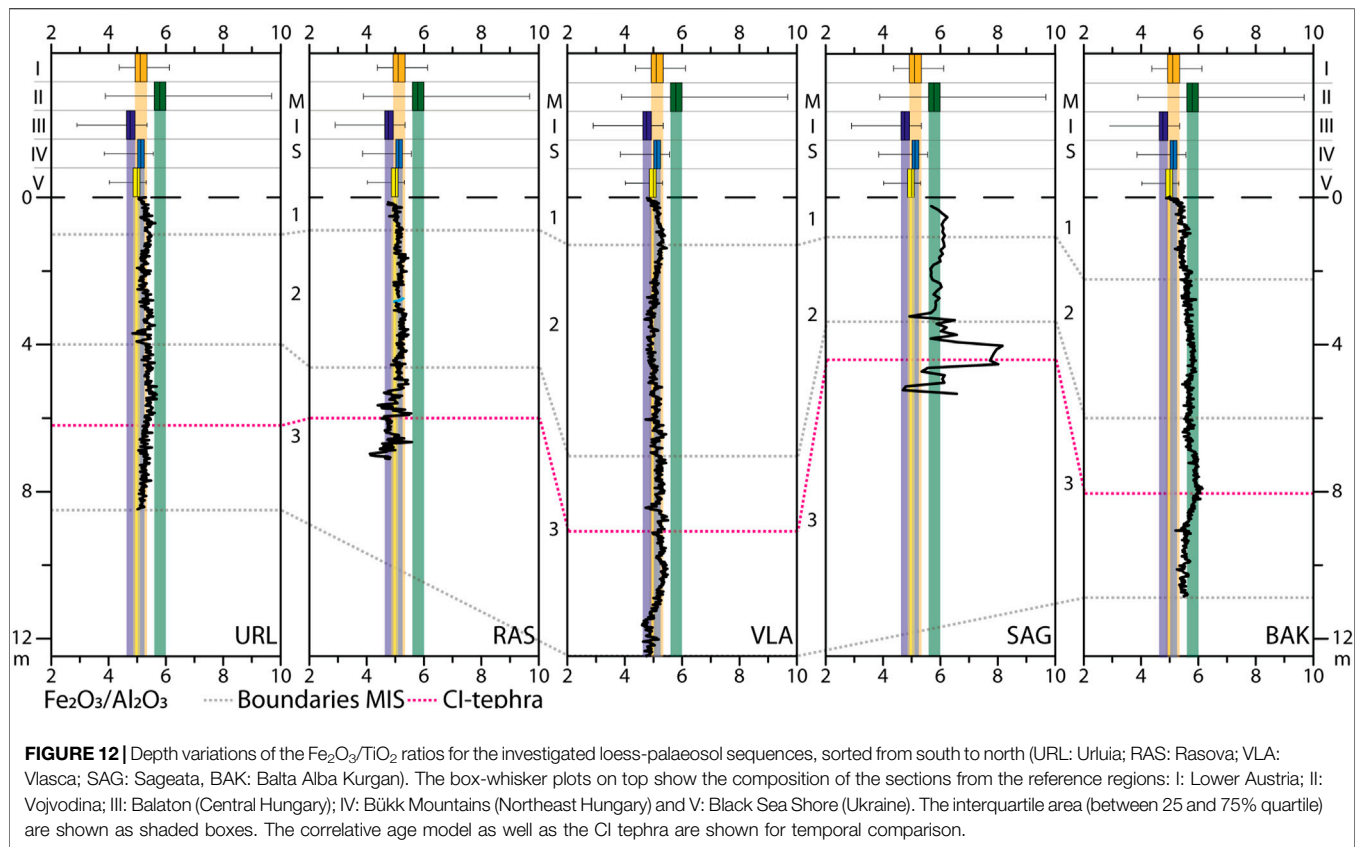 2 4 6 8 10 2 4 6 8 10 2 4 6 8 10 2 4 6 8 10 2 4 6 8 10
I I
II M M M II
III I I I III
IV S S S IV
V V
0 0
1 1 1 1
2 2 2 2
4 4
3 3 3 3
8 8
12 12
m m
URL RAS VLA SAG BAK
2 4 6 8 10 2 4 6 8 10 2 4 6 8 10 2 4 6 8 10 2 4 6 8 10
Fe₂O₃/Al₂O₃ Boundaries MIS CI-tephra
FIGURE 12 | Depth variations of the Fe₂O₃/TiO₂ ratios for the investigated loess-palaeosol sequences, sorted from south to north (URL: Urluia; RAS: Rasova; VLA:
Vlasca; SAG: Sageata, BAK: Balta Alba Kurgan). The box-whisker plots on top show the composition of the sections from the reference regions: I: Lower Austria; II:
Vojvodina; III: Balaton (Central Hungary); IV: Bükk Mountains (Northeast Hungary) and V: Black Sea Shore (Ukraine). The interquartile area (between 25 and 75% quartile)
are shown as shaded boxes. The correlative age model as well as the CI tephra are shown for temporal comparison.